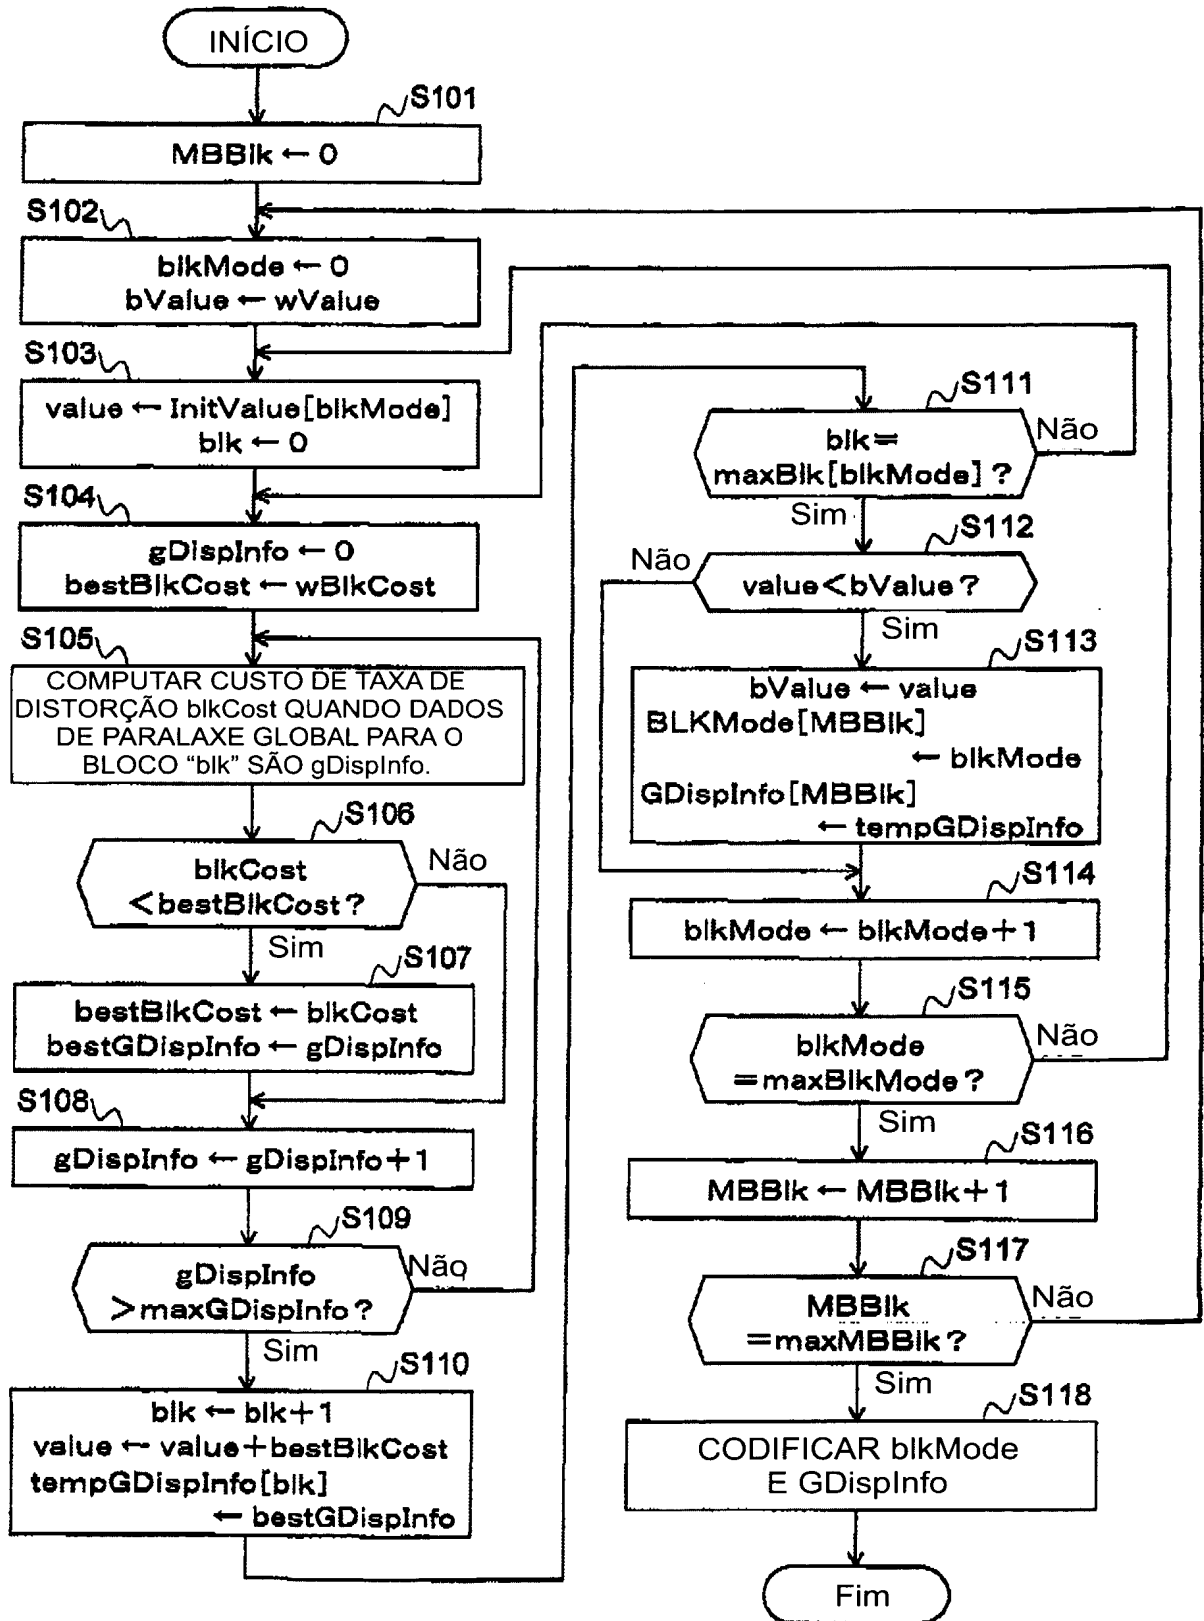 INÍCIO
S101
MBBlk ← 0
S102
blkMode ← 0
bValue ← wValue
S103
value ← InitValue[blkMode]
blk ← 0
S104
gDispInfo ← 0
bestBlkCost ← wBlkCost
S105
COMPUTAR CUSTO DE TAXA DE
DISTORÇÃO blkCost QUANDO DADOS
DE PARALAXE GLOBAL PARA O
BLOCO “blk” SÃO gDispInfo.
S106
blkCost
<bestBlkCost?
Não
Sim
S107
bestBlkCost ← blkCost
bestGDispInfo ← gDispInfo
S108
gDispInfo ← gDispInfo+1
S109
gDispInfo
>maxGDispInfo?
Não
Sim
S110
blk ← blk+1
value ← value+bestBlkCost
tempGDispInfo[blk]
← bestGDispInfo
S111
blk=
maxBlk[blkMode]?
Não
Sim
S112
Não
value<bValue?
Sim
S113
bValue ← value
BLKMode[MBBlk]
← blkMode
GDispInfo[MBBlk]
← tempGDispInfo
S114
blkMode ← blkMode+1
S115
blkMode
=maxBlkMode?
Não
Sim
S116
MBBlk ← MBBlk+1
S117
MBBlk
=maxMBBlk?
Não
Sim
S118
CODIFICAR blkMode
E GDispInfo
Fim